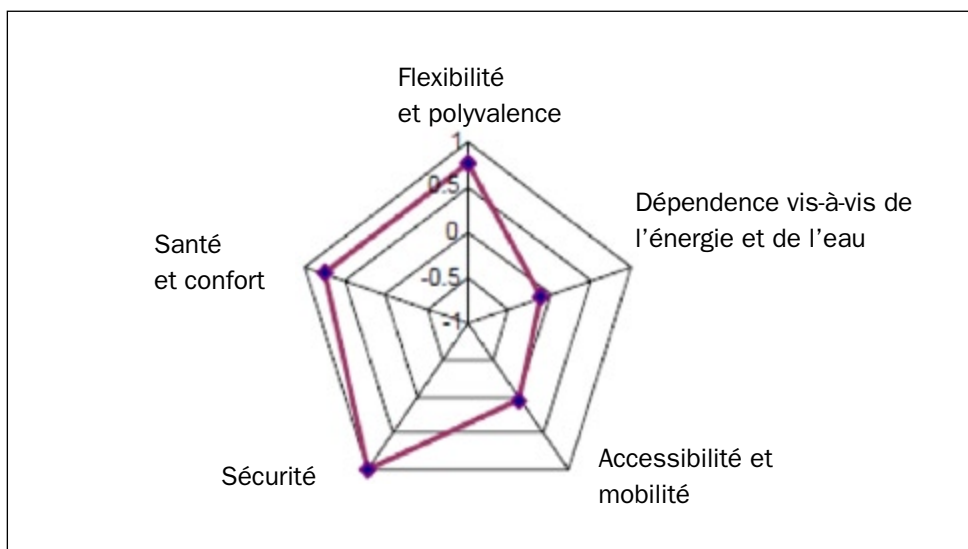 Flexibilité
et polyvalence
1
0.5
0
-0.5
-1
Dépendence vis-à-vis de
l'énergie et de l'eau
Santé
et confort
Sécurité
Accessibilité et
mobilité